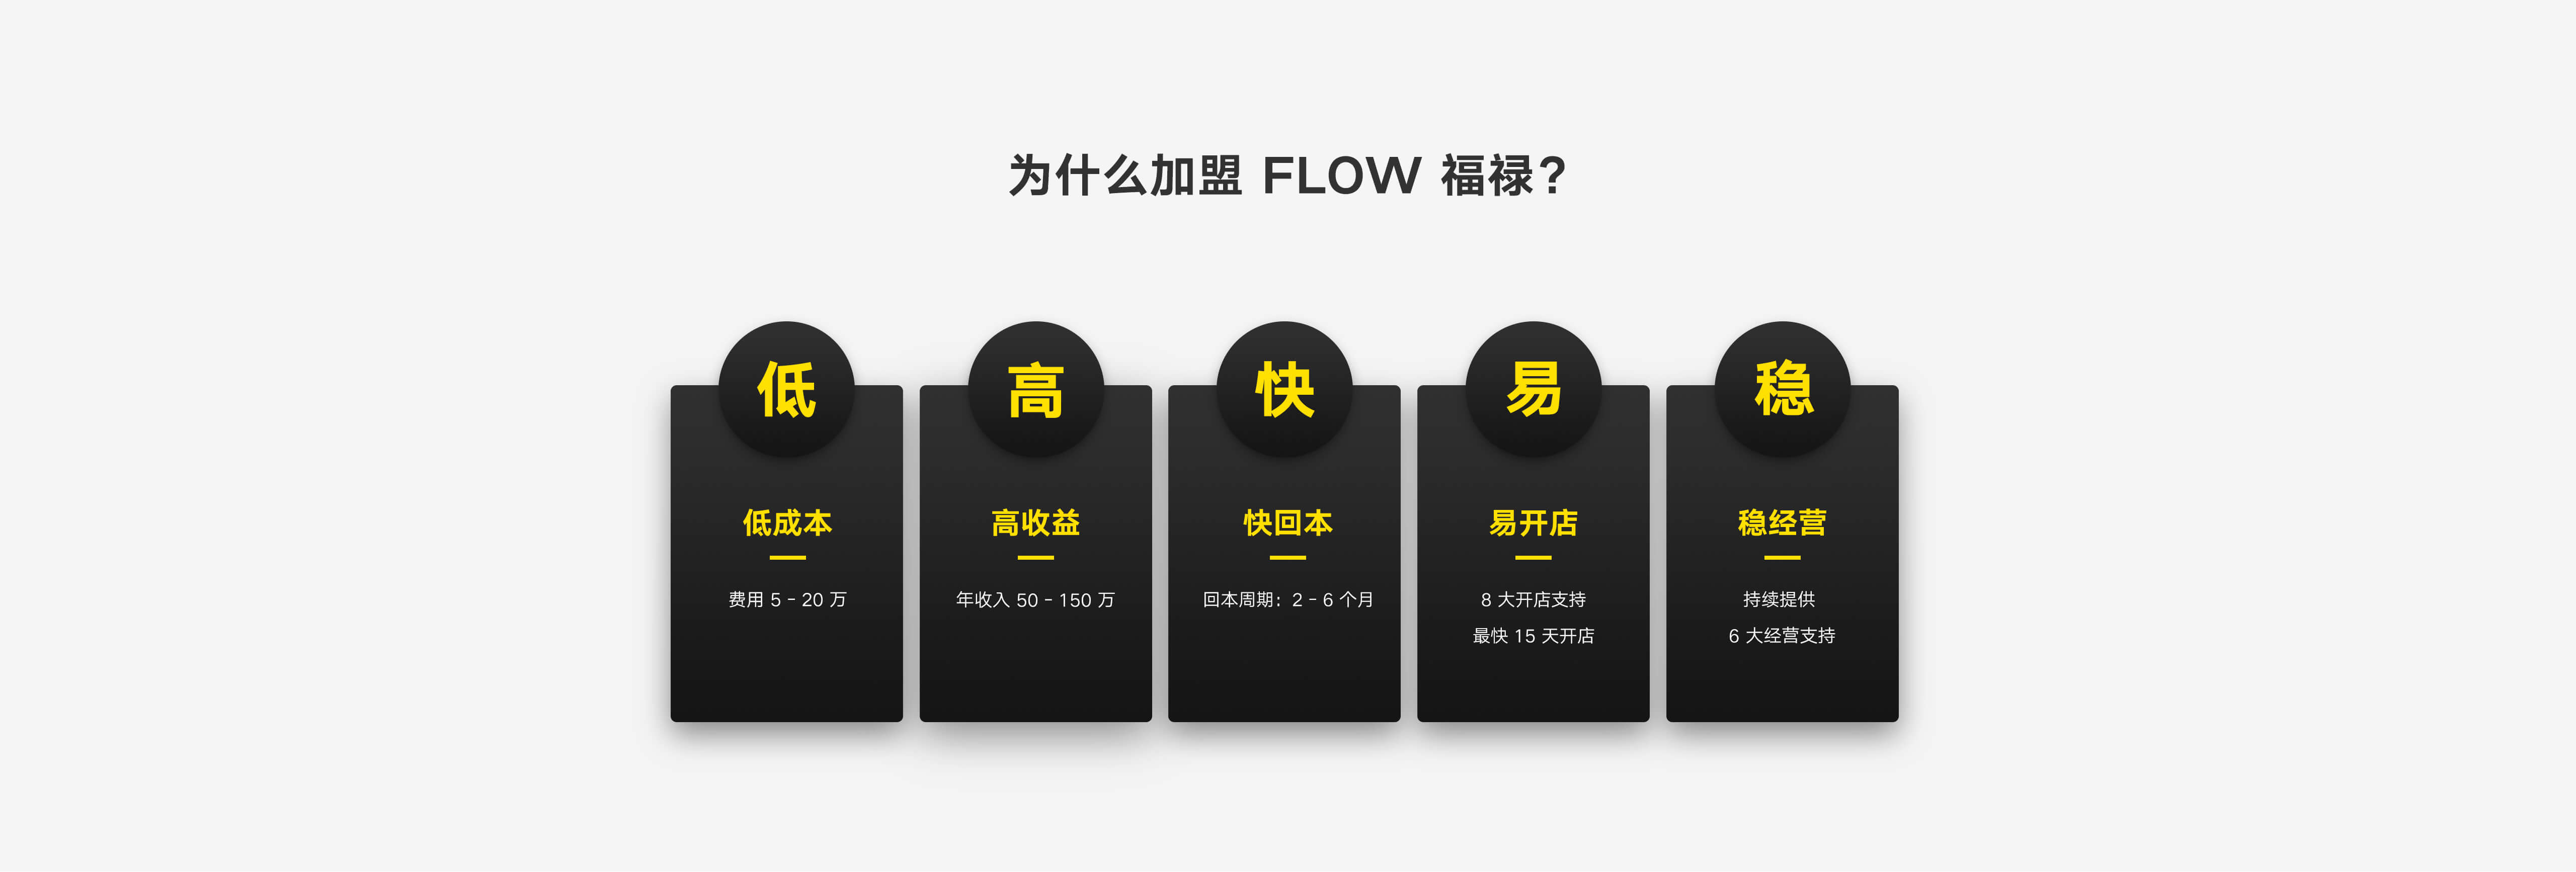 为什么加盟 FLOW 福禄？
低
低成本
费用 5 - 20 万
高
高收益
年收入 50 - 150 万
快
快回本
回本周期：2 - 6 个月
易
易开店
8 大开店支持
最快 15 天开店
稳
稳经营
持续提供
6 大经营支持